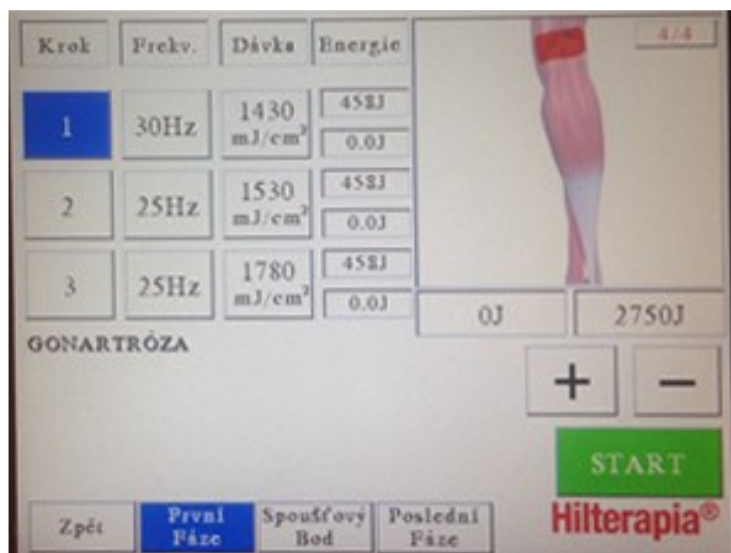 Krok Frekv. Dávka Energie 4/4
1 30Hz 1430 mJ/cm² 458J
0.0J
2 25Hz 1530 mJ/cm² 458J
0.0J
3 25Hz 1780 mJ/cm² 458J
0.0J
0J 2750J
GONARTRÓZA
+ −
START
Hilterapia®
Zpět První Fáze Spoušťový Bod Poslední Fáze